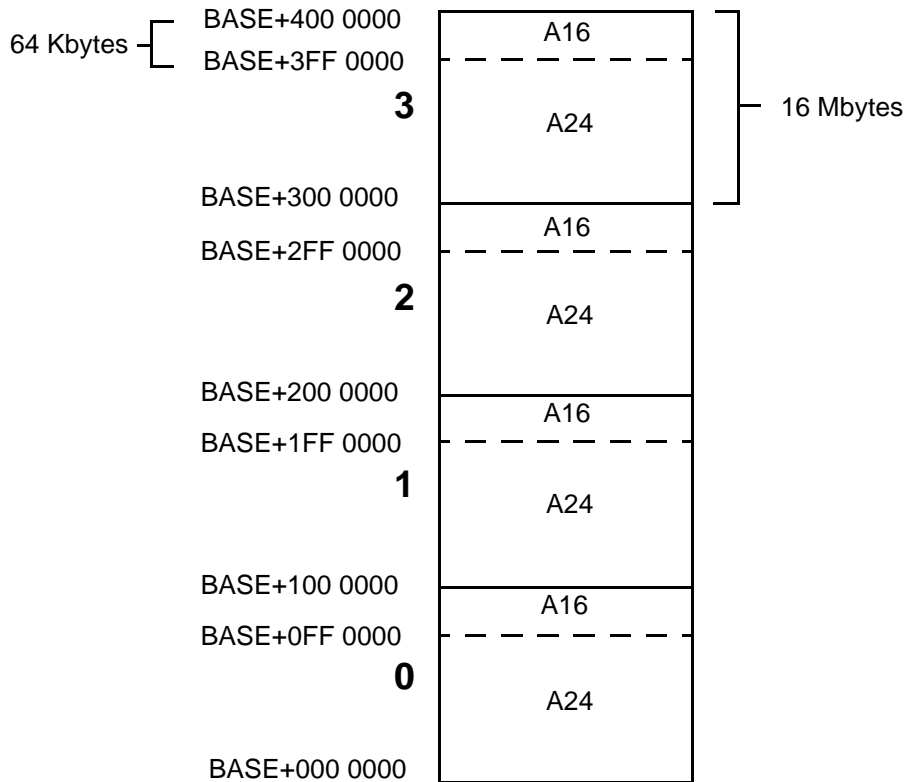 BASE+400 0000
A16
64 Kbytes
BASE+3FF 0000
3
A24
16 Mbytes
BASE+300 0000
A16
BASE+2FF 0000
2
A24
BASE+200 0000
A16
BASE+1FF 0000
1
A24
BASE+100 0000
A16
BASE+0FF 0000
0
A24
BASE+000 0000